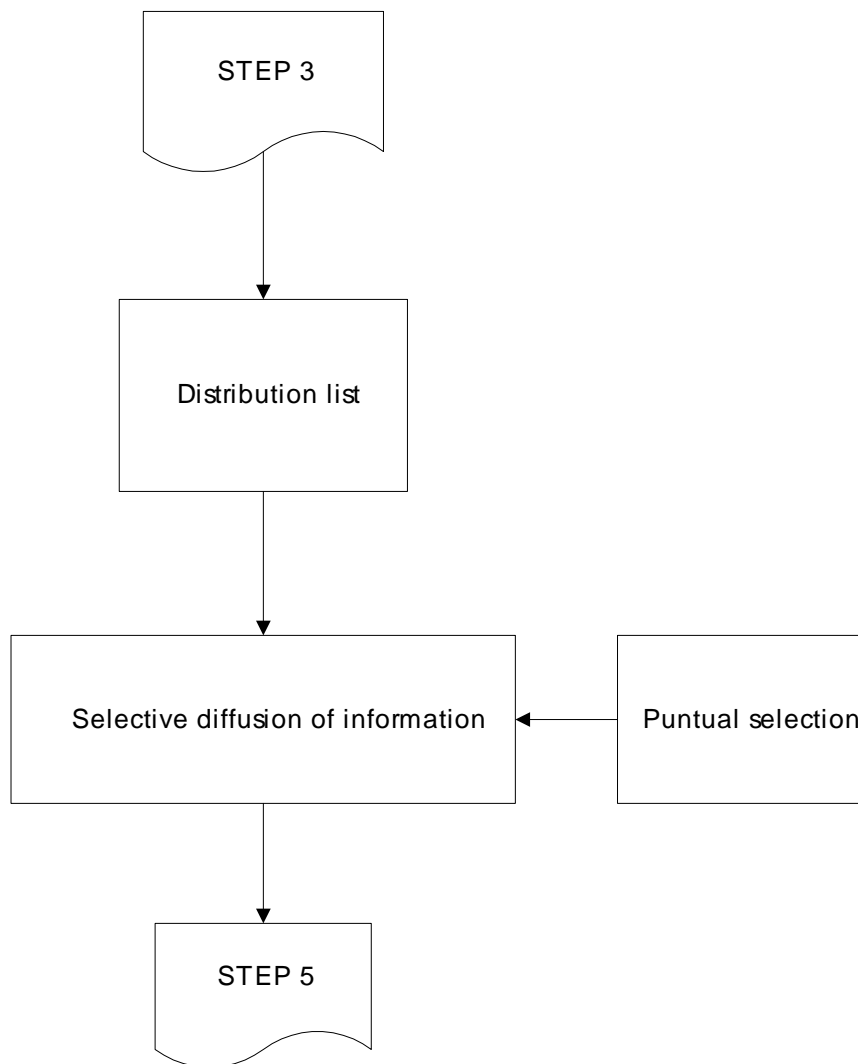 STEP 3
Distribution list
Selective diffusion of information
Puntual selection
STEP 5